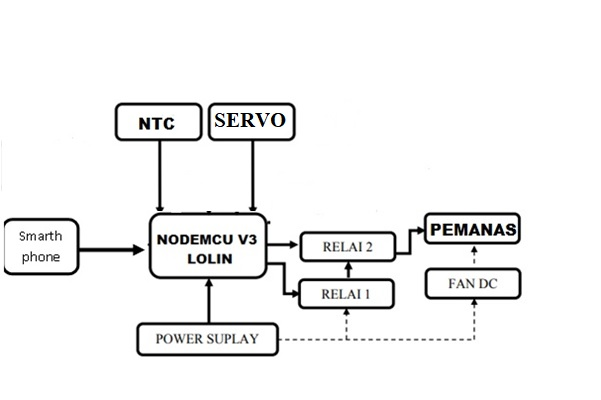 NTC
SERVO
Smarth
phone
NODEMCU V3
LOLIN
RELAI 2
PEMANAS
RELAI 1
FAN DC
POWER SUPLAY